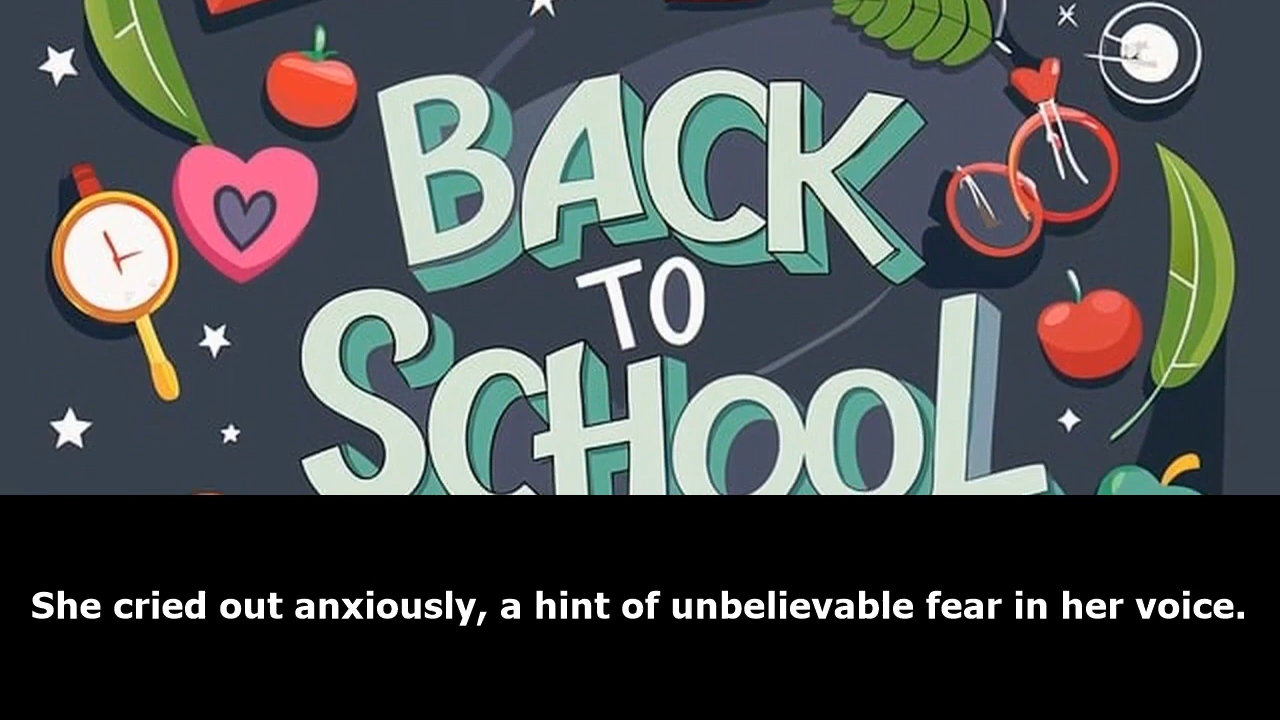 BACK
TO
SCHOOL
She cried out anxiously, a hint of unbelievable fear in her voice.